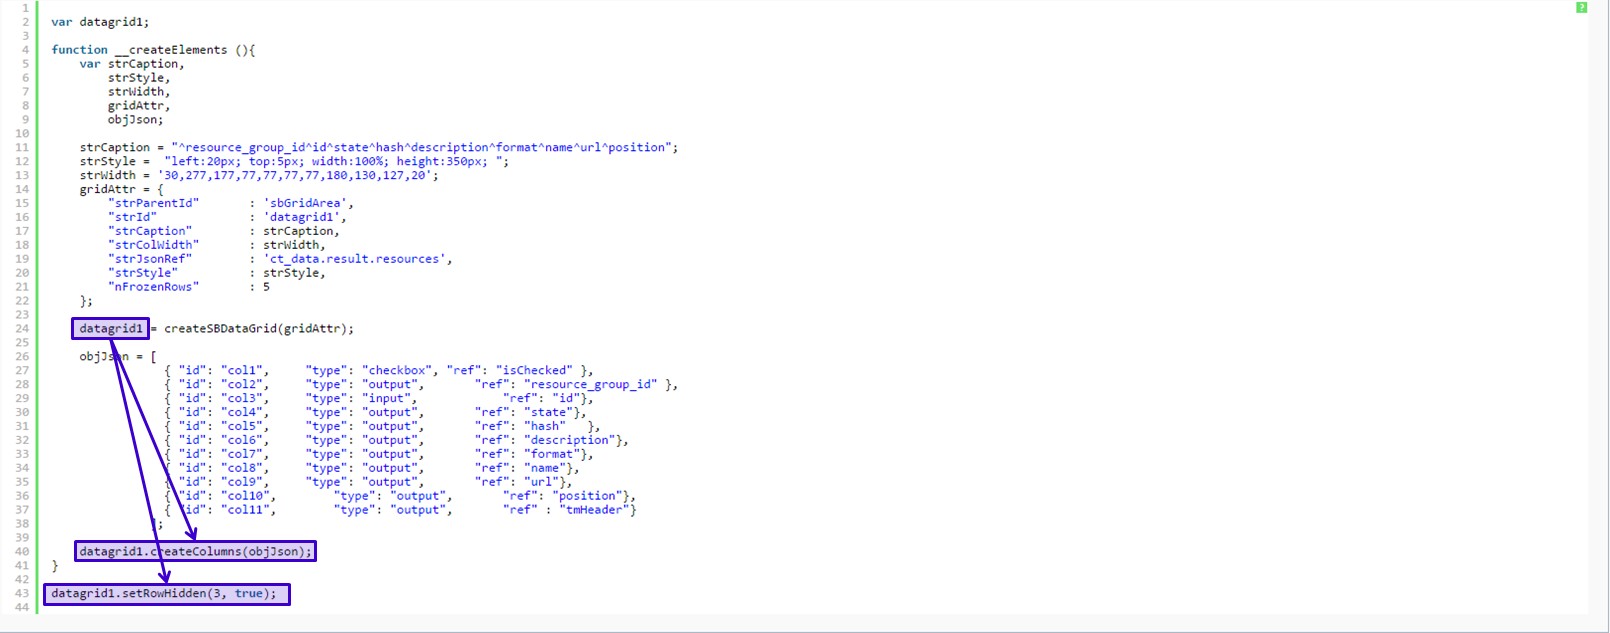 ?
1
2 var datagrid1;
3
4 function __createElements (){
5 var strCaption,
6 strStyle,
7 strWidth,
8 gridAttr,
9 objJson;
10
11 strCaption = "^resource_group_id^id^state^hash^description^format^name^url^position";
12 strStyle = "left:20px; top:5px; width:100%; height:350px; ";
13 strWidth = '30,277,177,77,77,77,77,180,130,127,20';
14 gridAttr = {
15 "strParentId" : 'sbGridArea',
16 "strId" : 'datagrid1',
17 "strCaption" : strCaption,
18 "strColWidth" : strWidth,
19 "strJsonRef" : 'ct_data.result.resources',
20 "strStyle" : strStyle,
21 "nFrozenRows" : 5
22 };
23
24 datagrid1 = createSBDataGrid(gridAttr);
25
26 objJson = [
27 { "id": "col1", "type": "checkbox", "ref": "isChecked" },
28 { "id": "col2", "type": "output", "ref": "resource_group_id" },
29 { "id": "col3", "type": "input", "ref": "id"},
30 { "id": "col4", "type": "output", "ref": "state"},
31 { "id": "col5", "type": "output", "ref": "hash" },
32 { "id": "col6", "type": "output", "ref": "description"},
33 { "id": "col7", "type": "output", "ref": "format"},
34 { "id": "col8", "type": "output", "ref": "name"},
35 { "id": "col9", "type": "output", "ref": "url"},
36 { "id": "col10", "type": "output", "ref": "position"},
37 { "id": "col11", "type": "output", "ref" : "tmHeader"}
38 ];
39
40 datagrid1.createColumns(objJson);
41 }
42
43 datagrid1.setRowHidden(3, true);
44